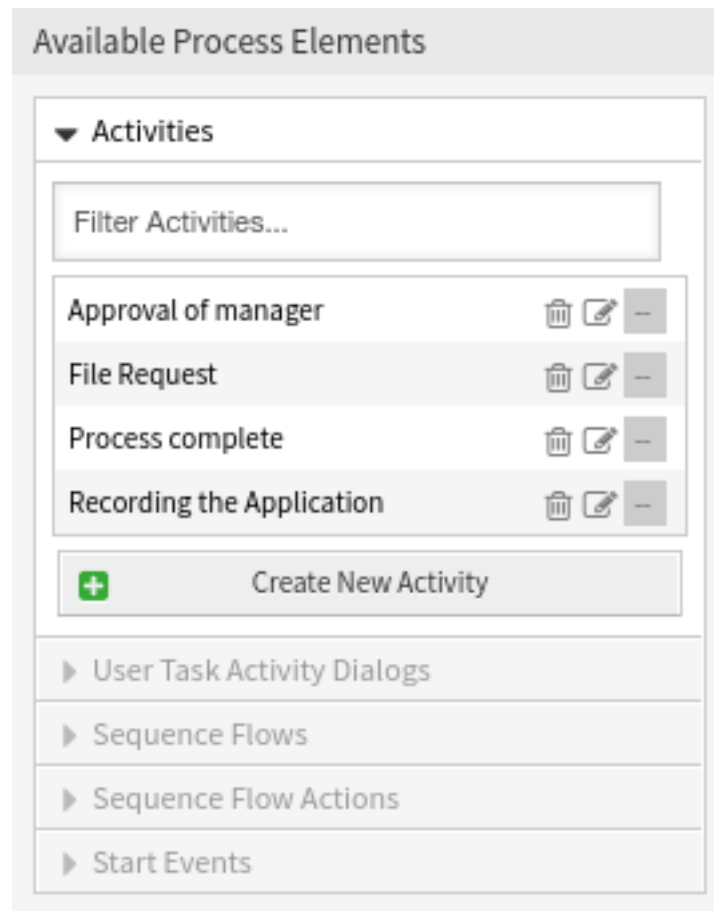 Available Process Elements
Activities
Filter Activities...
Approval of manager
--
File Request
--
Process complete
--
Recording the Application
--
Create New Activity
User Task Activity Dialogs
Sequence Flows
Sequence Flow Actions
Start Events